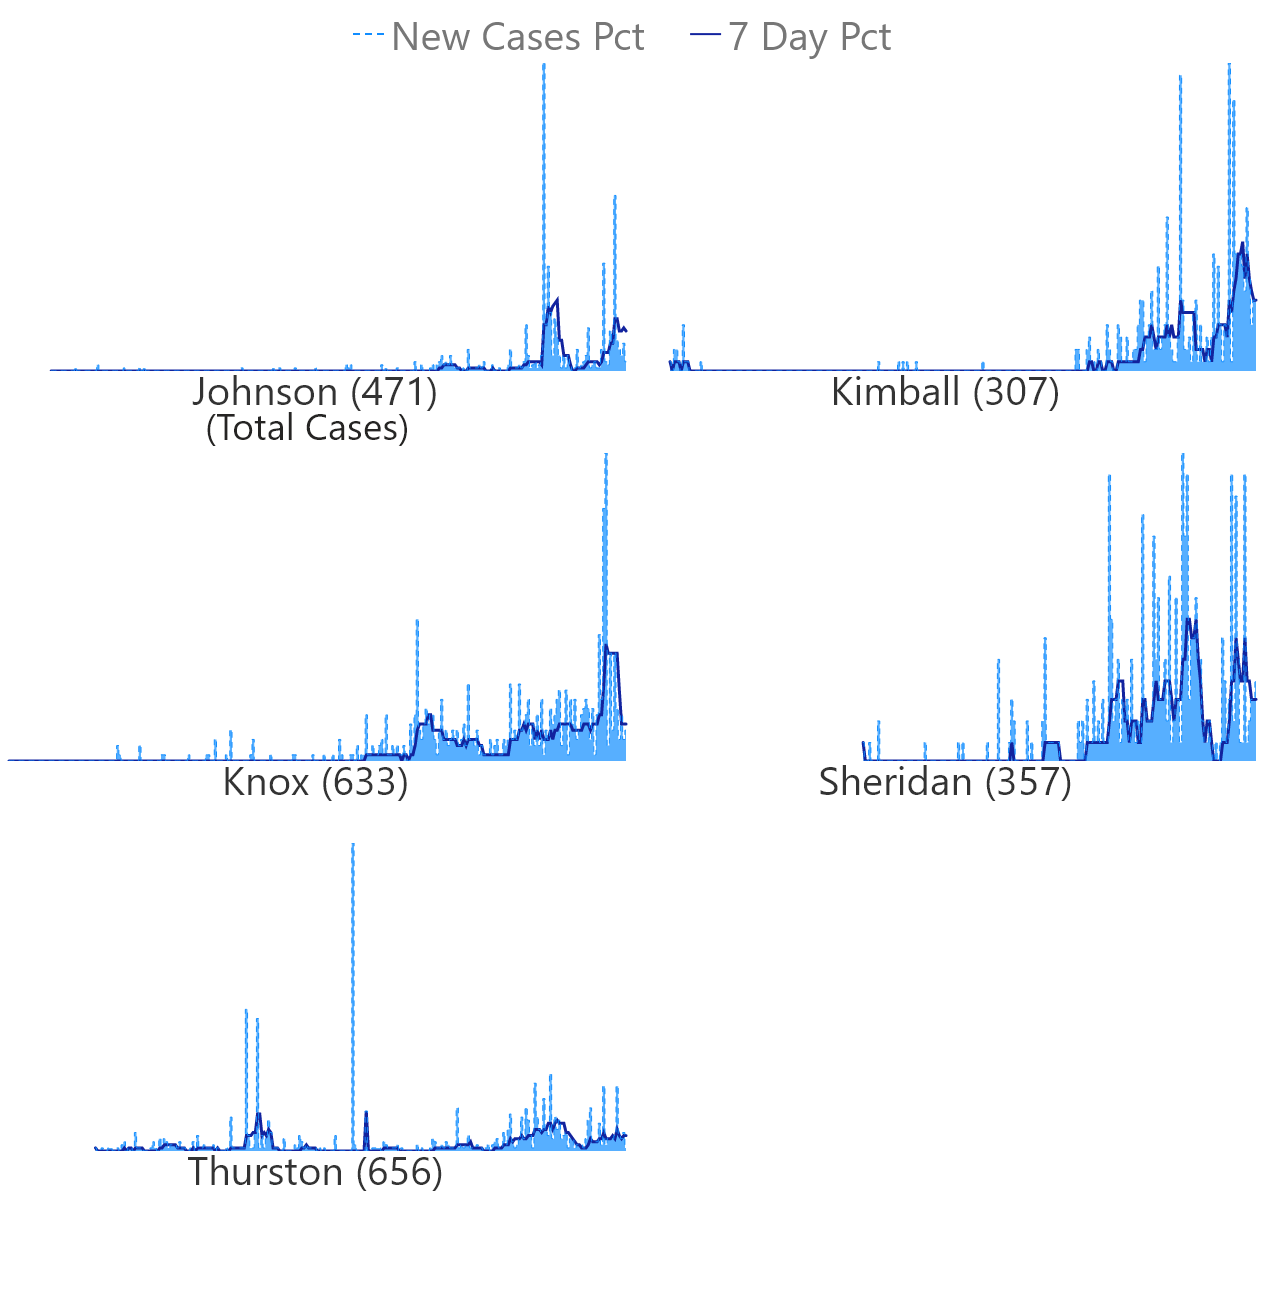 New Cases Pct 7 Day Pct
Johnson (471) Kimball (307)
(Total Cases)
Knox (633) Sheridan (357)
Thurston (656)